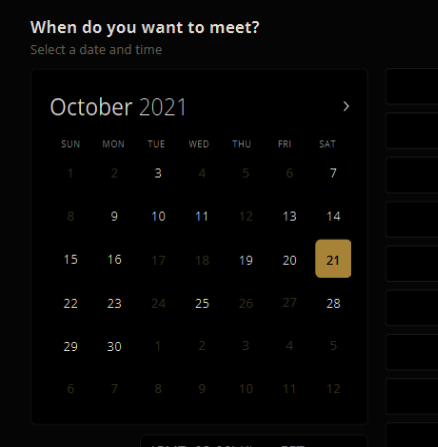 When do you want to meet?
Select a date and time
October 2021 >
SUN MON TUE WED THU FRI SAT
1 2 3 4 5 6 7
8 9 10 11 12 13 14
15 16 17 18 19 20 21
22 23 24 25 26 27 28
29 30 1 2 3 4 5
6 7 8 9 10 11 12